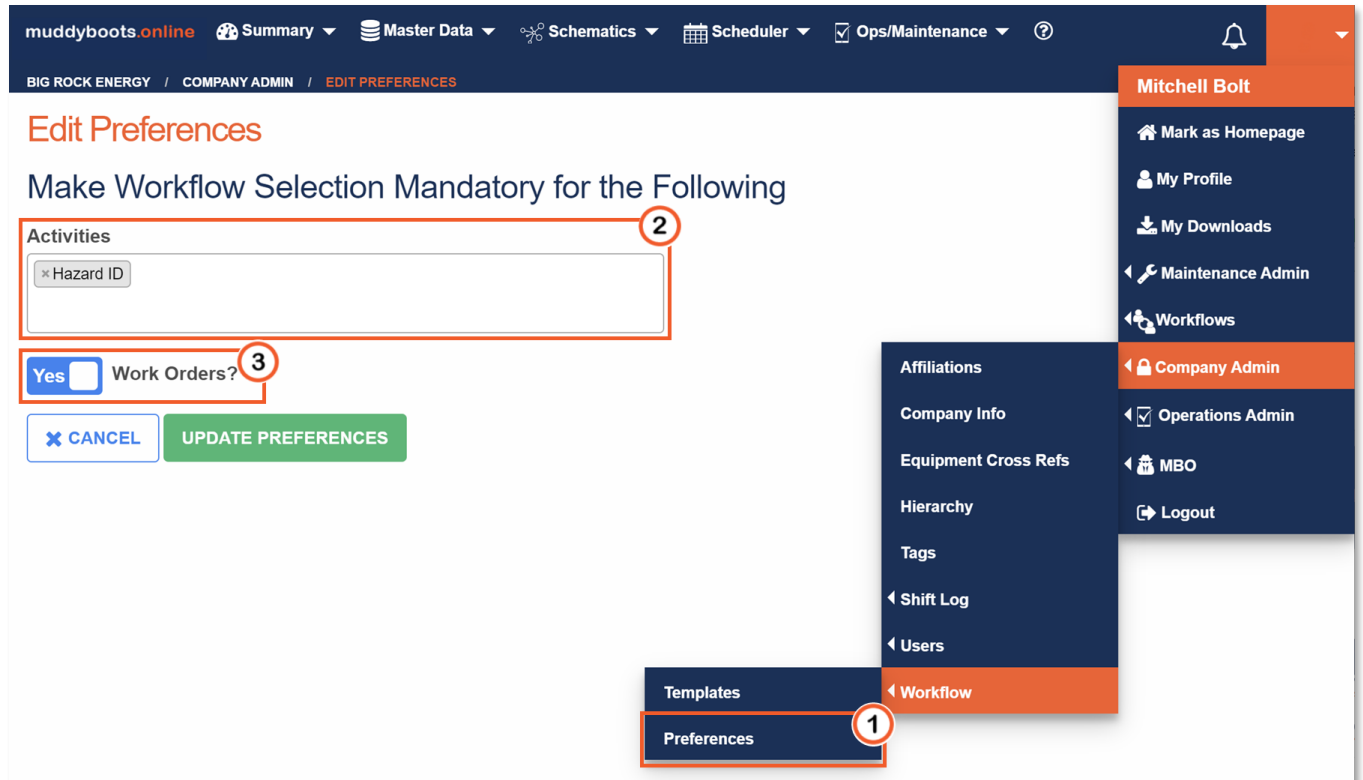 muddyboots.online Summary Master Data Schematics Scheduler Ops/Maintenance ?
BIG ROCK ENERGY / COMPANY ADMIN / EDIT PREFERENCES
Mitchell Bolt
Mark as Homepage
My Profile
My Downloads
Maintenance Admin
Workflows
Company Admin
Operations Admin
MBO
Logout
Edit Preferences
Make Workflow Selection Mandatory for the Following
2
Activities
×Hazard ID
3
Yes Work Orders?
CANCEL UPDATE PREFERENCES
Affiliations
Company Info
Equipment Cross Refs
Hierarchy
Tags
Shift Log
Users
Workflow
Templates
1
Preferences